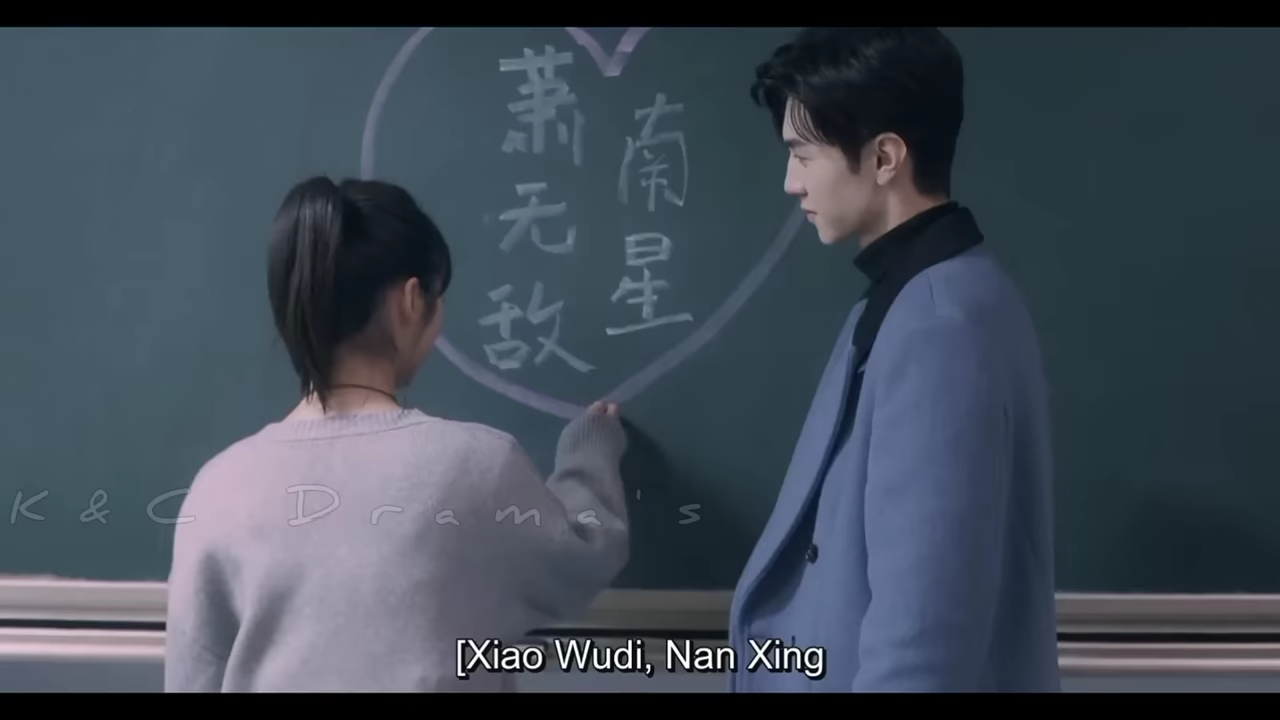 萧无敌
南星
K & C Drama's
[Xiao Wudi, Nan Xing